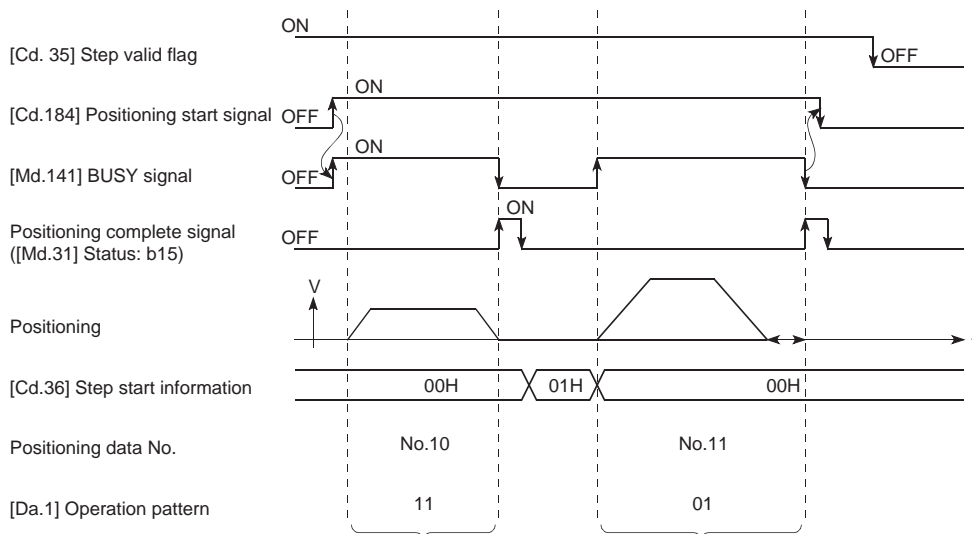 ON
[Cd. 35] Step valid flag
OFF
ON
[Cd.184] Positioning start signal
OFF
ON
[Md.141] BUSY signal
OFF
ON
Positioning complete signal
([Md.31] Status: b15)
OFF
V
Positioning
[Cd.36] Step start information
00H
01H
00H
Positioning data No.
No.10
No.11
[Da.1] Operation pattern
11
01